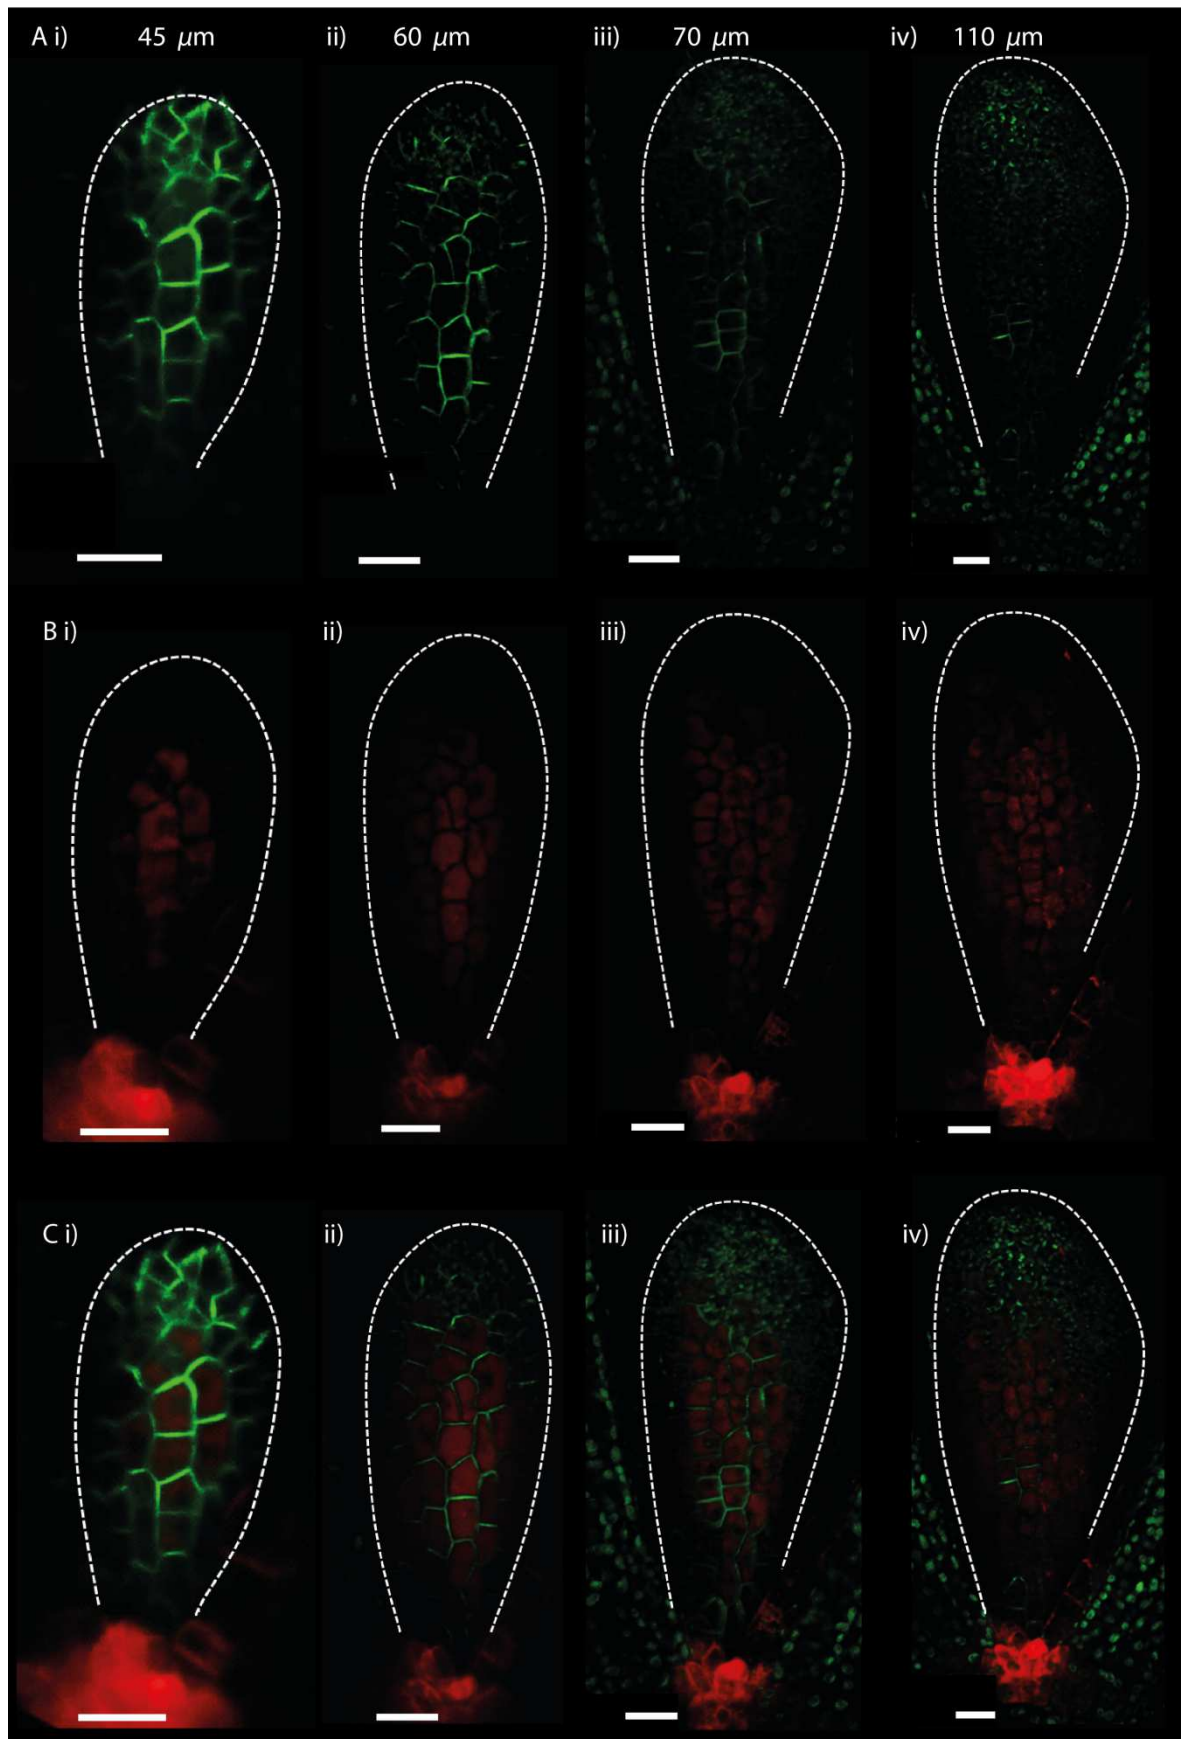 A i) 45 µm ii) 60 µm iii) 70 µm iv) 110 µm
B i) ii) iii) iv)
C i) ii) iii) iv)